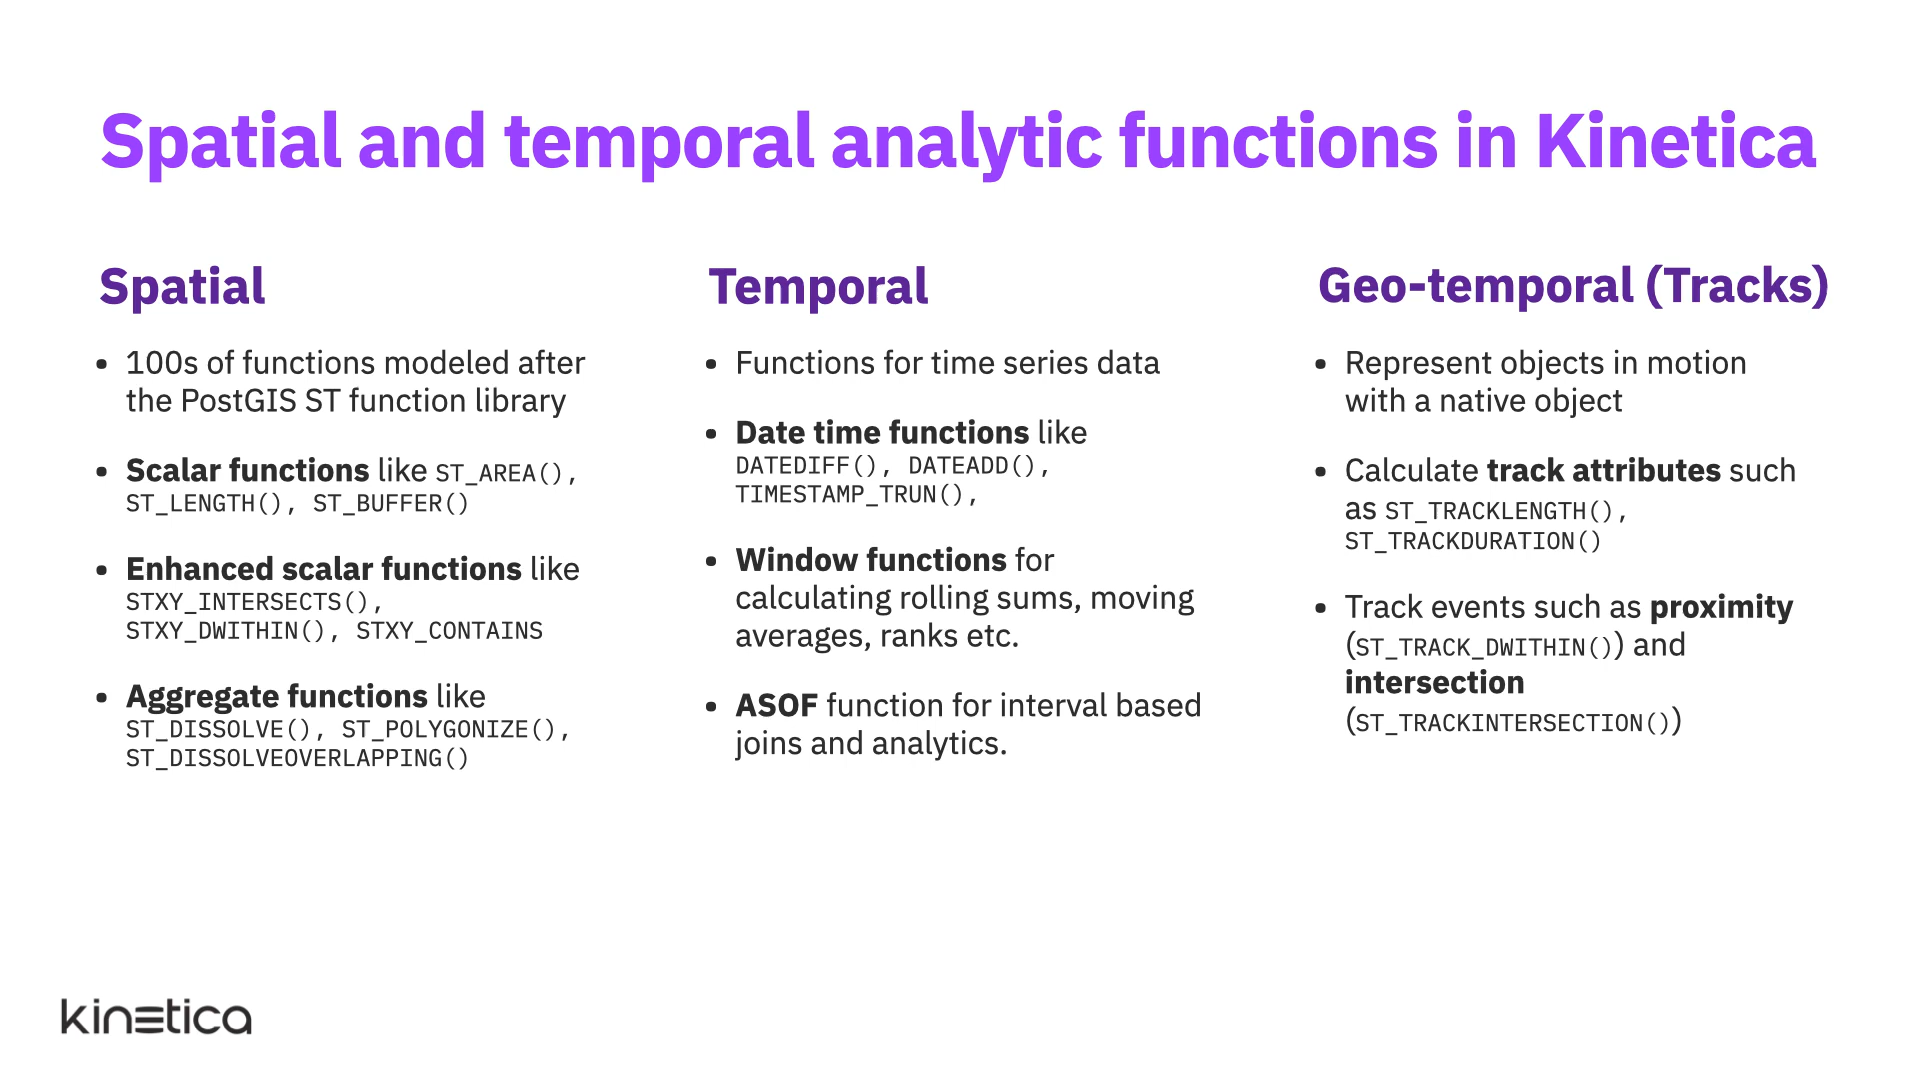 Spatial and temporal analytic functions in Kinetica
Spatial
• 100s of functions modeled after
the PostGIS ST function library
• Scalar functions like ST_AREA(),
ST_LENGTH(), ST_BUFFER()
• Enhanced scalar functions like
STXY_INTERSECTS(),
STXY_DWITHIN(), STXY_CONTAINS
• Aggregate functions like
ST_DISSOLVE(), ST_POLYGONIZE(),
ST_DISSOLVEOVERLAPPING()
Temporal
• Functions for time series data
• Date time functions like
DATEDIFF(), DATEADD(),
TIMESTAMP_TRUN(),
• Window functions for
calculating rolling sums, moving
averages, ranks etc.
• ASOF function for interval based
joins and analytics.
Geo-temporal (Tracks)
• Represent objects in motion
with a native object
• Calculate track attributes such
as ST_TRACKLENGTH(),
ST_TRACKDURATION()
• Track events such as proximity
(ST_TRACK_DWITHIN()) and
intersection
(ST_TRACKINTERSECTION())
kinetica